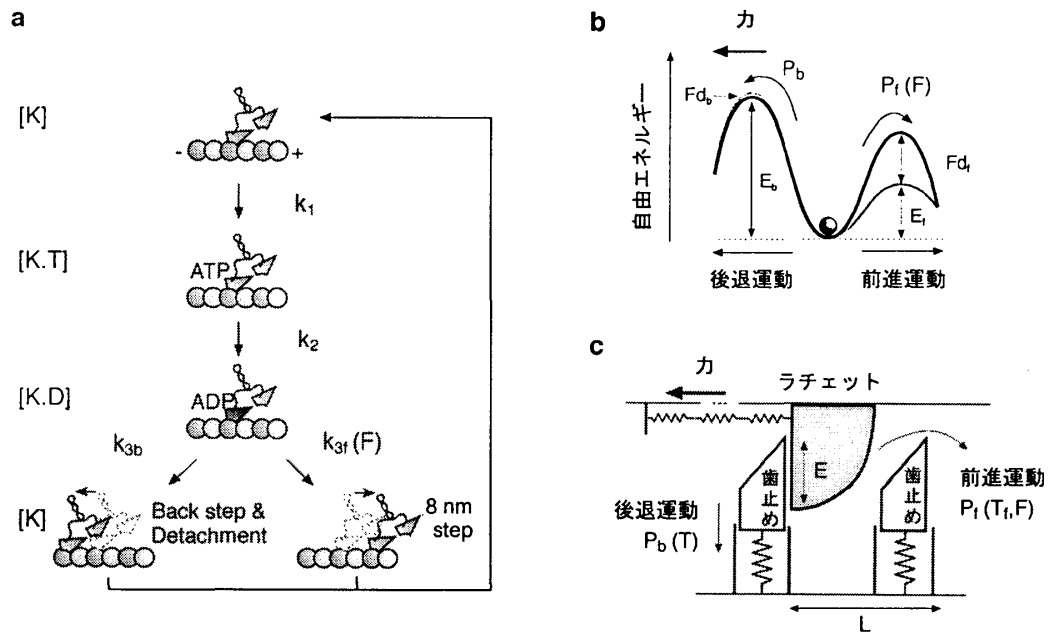 a
[K]
- +
k1
[K.T]
ATP
k2
[K.D]
ADP
k3b
k3f (F)
[K]
Back step &
Detachment
8 nm
step
b
力
自由エネルギー
Fdb
Pb
Pf (F)
Eb
Fdf
Ef
後退運動
前進運動
c
力
ラチェット
E
歯止め
歯止め
後退運動
Pb (T)
前進運動
Pf (Tf,F)
L